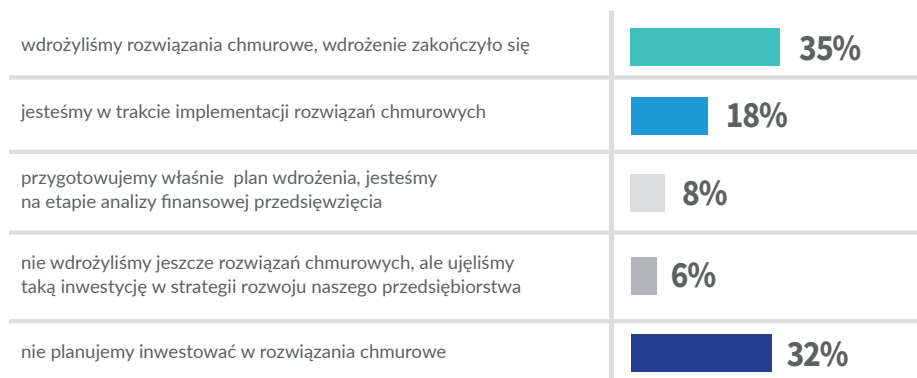 wdrożyliśmy rozwiązania chmurowe, wdrożenie zakończyło się
35%
jesteśmy w trakcie implementacji rozwiązań chmurowych
18%
przygotowujemy właśnie plan wdrożenia, jesteśmy
na etapie analizy finansowej przedsięwzięcia
8%
nie wdrożyliśmy jeszcze rozwiązań chmurowych, ale ujęliśmy
taką inwestycję w strategii rozwoju naszego przedsiębiorstwa
6%
nie planujemy inwestować w rozwiązania chmurowe
32%